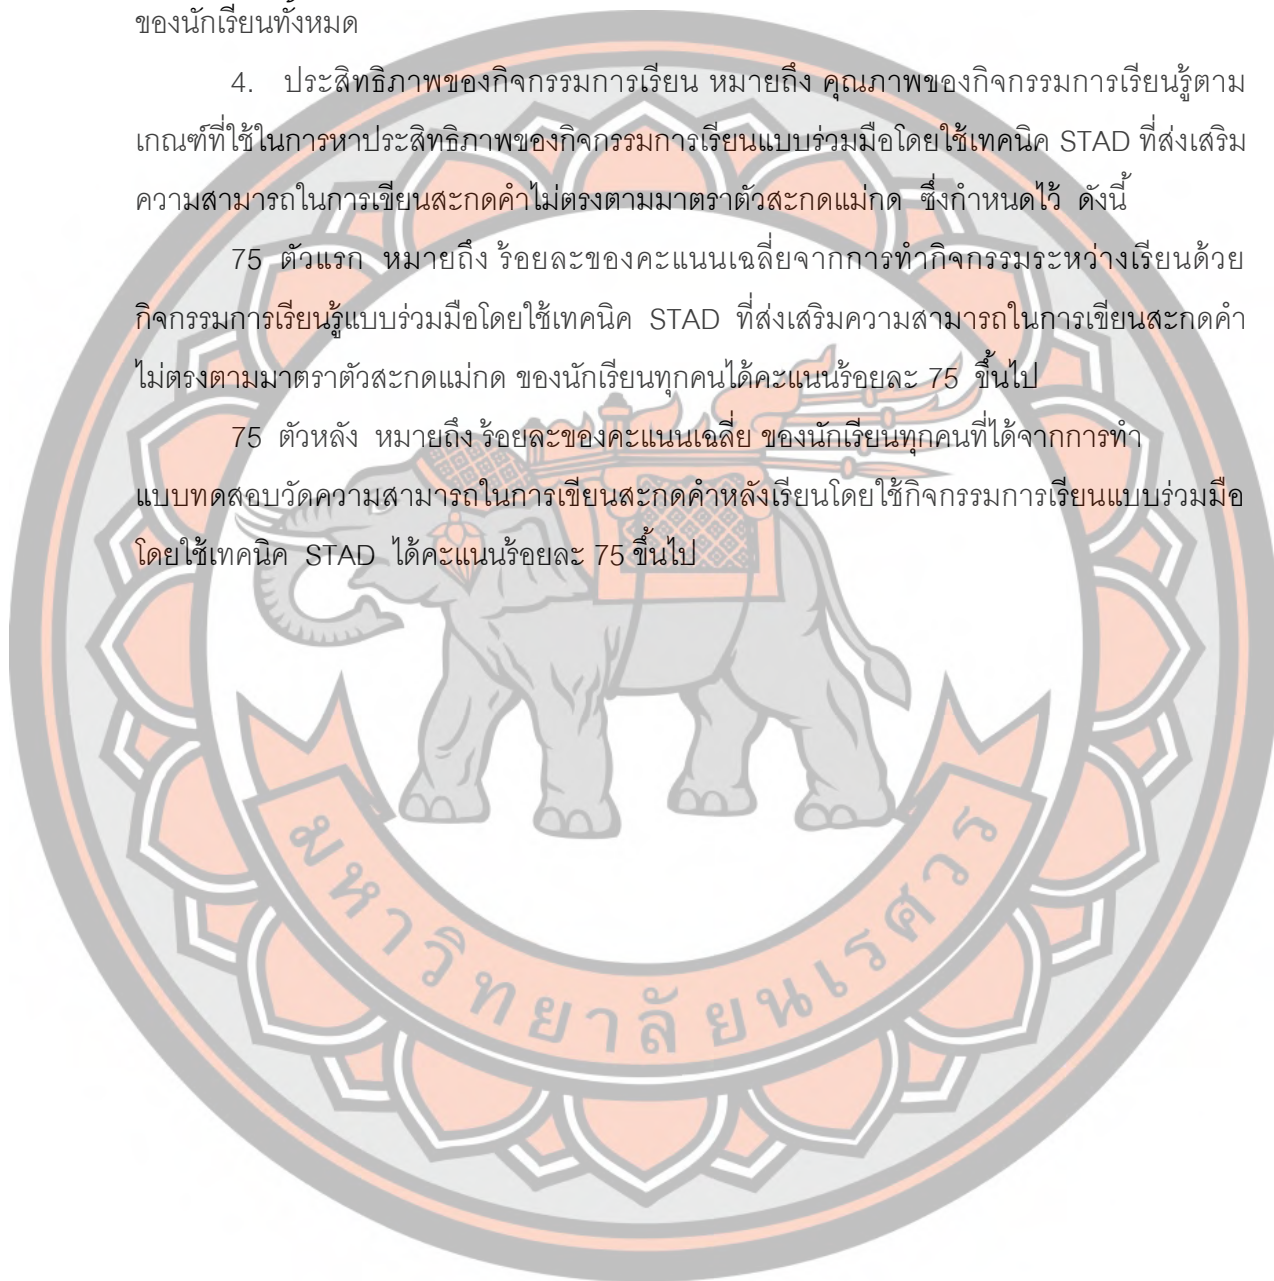 ของนักเรียนทั้งหมด
4. ประสิทธิภาพของกิจกรรมการเรียน หมายถึง คุณภาพของกิจกรรมการเรียนรู้ตาม
เกณฑ์ที่ใช้ในการหาประสิทธิภาพของกิจกรรมการเรียนแบบร่วมมือโดยใช้เทคนิค STAD ที่ส่งเสริม
ความสามารถในการเขียนสะกดคำไม่ตรงตามมาตราตัวสะกดแม่กด ซึ่งกำหนดไว้ ดังนี้
75 ตัวแรก หมายถึง ร้อยละของคะแนนเฉลี่ยจากการทำกิจกรรมระหว่างเรียนด้วย
กิจกรรมการเรียนรู้แบบร่วมมือโดยใช้เทคนิค STAD ที่ส่งเสริมความสามารถในการเขียนสะกดคำ
ไม่ตรงตามมาตราตัวสะกดแม่กด ของนักเรียนทุกคนได้คะแนนร้อยละ 75 ขึ้นไป
75 ตัวหลัง หมายถึง ร้อยละของคะแนนเฉลี่ย ของนักเรียนทุกคนที่ได้จากการทำ
แบบทดสอบวัดความสามารถในการเขียนสะกดคำหลังเรียนโดยใช้กิจกรรมการเรียนแบบร่วมมือ
โดยใช้เทคนิค STAD ได้คะแนนร้อยละ 75 ขึ้นไป
มหาวิทยาลัยนเรศวร